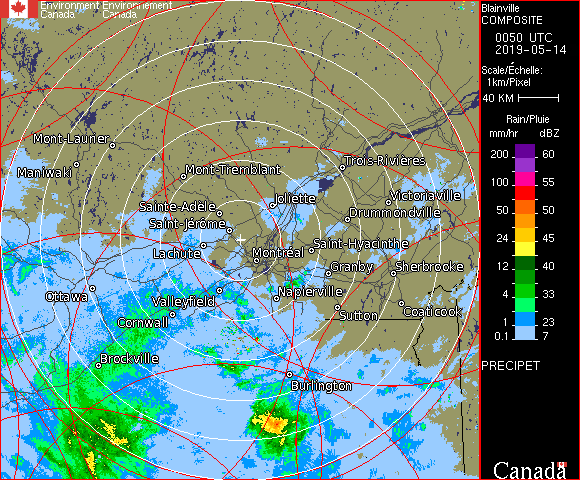 Environment Environnement
Canada Canada
Blainville
COMPOSITE
0050 UTC
2019-05-14
Scale/Échelle:
1km/Pixel
40 KM
Rain/Pluie
mm/hr dBZ
200 60
100 55
50 50
24 45
12 40
4 33
1 23
0.1 7
PRECIPET
Canada
Mont-Laurier
Maniwaki
Mont-Tremblant
Trois-Rivières
Joliette
Victoriaville
Sainte-Adèle
Drummondville
Saint-Jérôme
Saint-Hyacinthe
Lachute
Montréal
Granby
Sherbrooke
Ottawa
Valleyfield
Napierville
Coaticook
Sutton
Cornwall
Brockville
Burlington